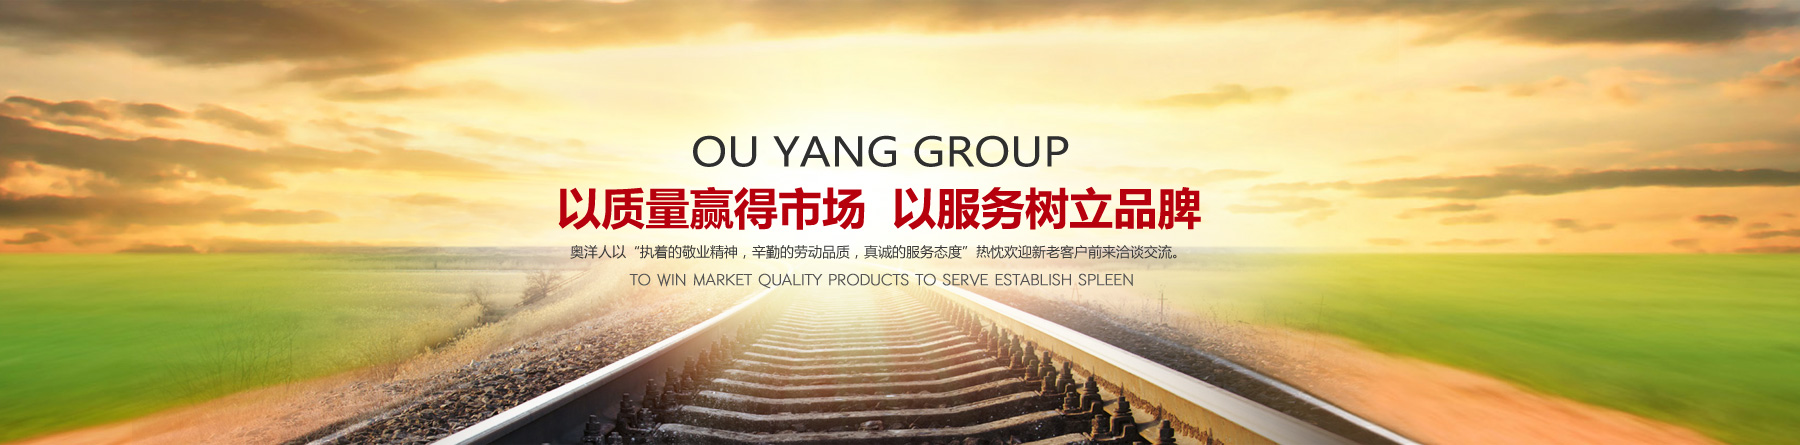 OU YANG GROUP
以质量赢得市场 以服务树立品牌
奥洋人以“执着的敬业精神，辛勤的劳动品质，真诚的服务态度”热忱欢迎新老客户前来洽谈交流。
TO WIN MARKET QUALITY PRODUCTS TO SERVE ESTABLISH SPLEEN